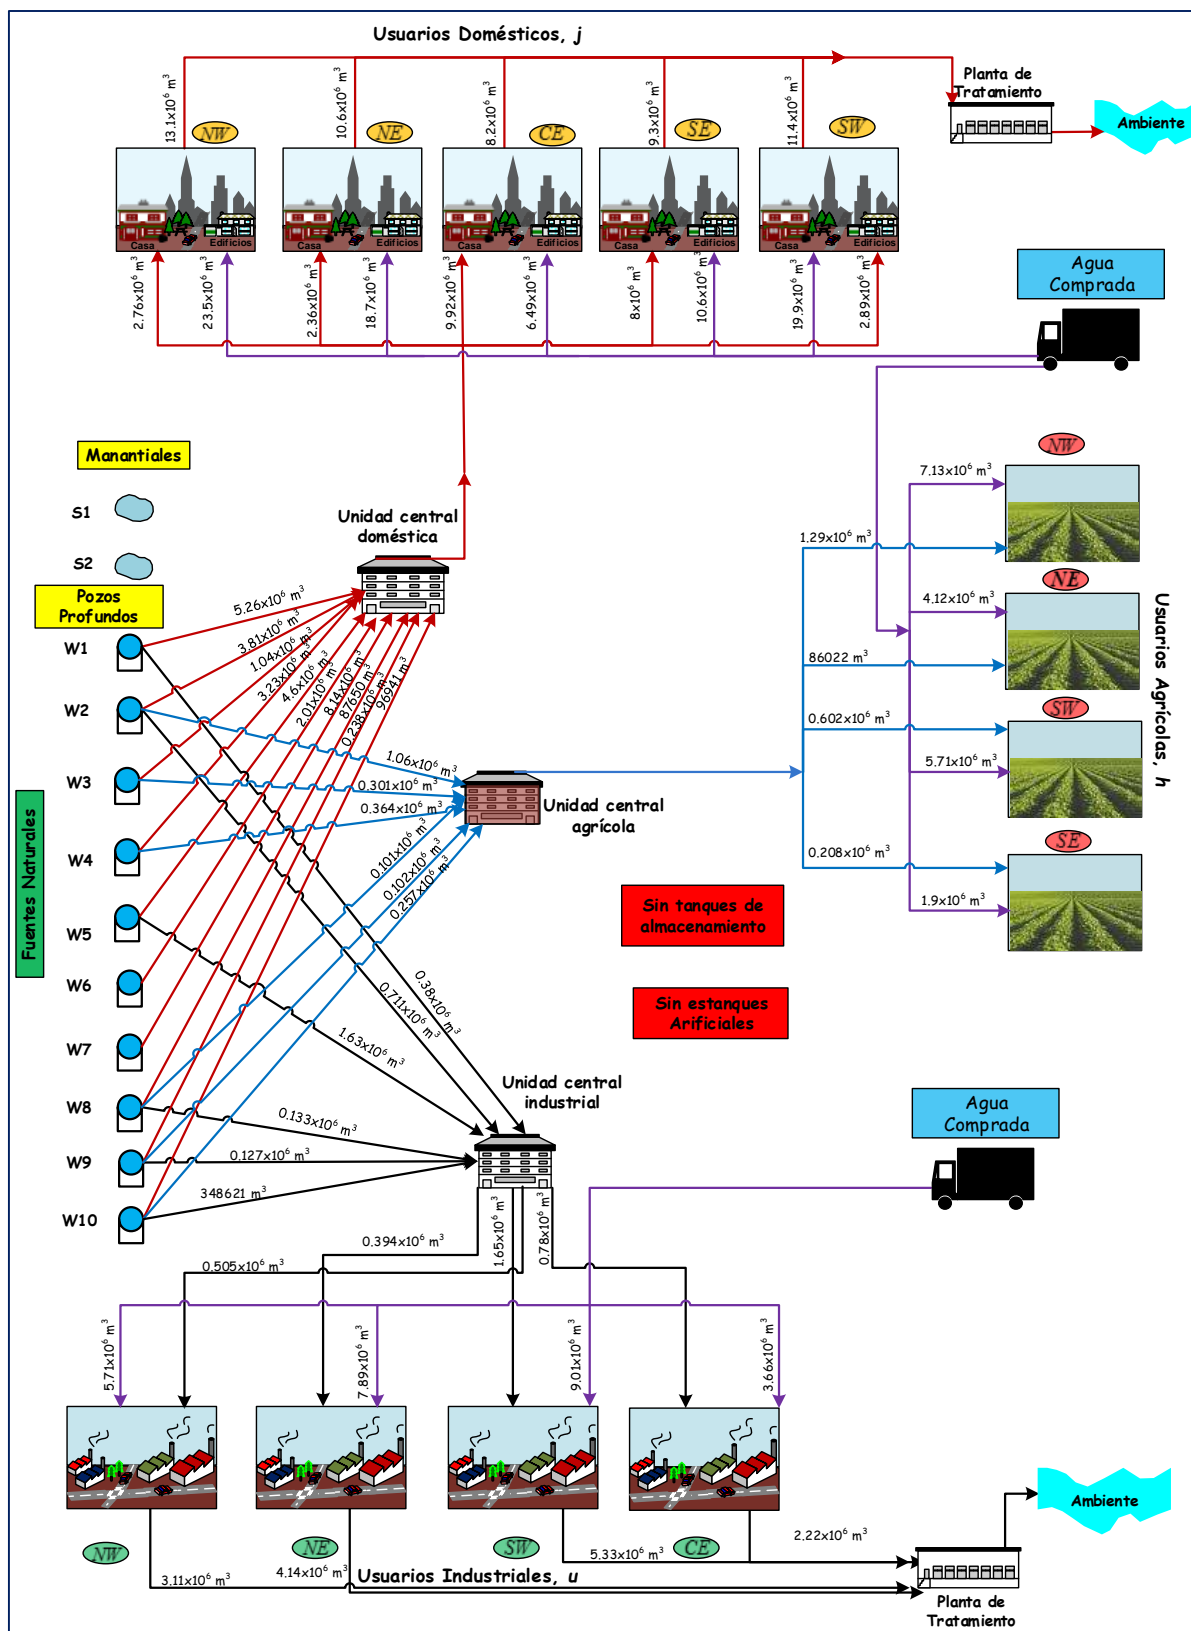 Usuarios Domésticos, j
13.1x10⁶ m³
10.6x10⁶ m³
8.2x10⁶ m³
9.3x10⁶ m³
11.4x10⁶ m³
Planta de
Tratamiento
Ambiente
NW
NE
CE
SE
SW
Casa
Edificios
Casa
Edificios
Casa
Edificios
Casa
Edificios
Casa
Edificios
2.76x10⁶ m³
23.5x10⁶ m³
2.36x10⁶ m³
18.7x10⁶ m³
9.92x10⁶ m³
6.49x10⁶ m³
8x10⁶ m³
10.6x10⁶ m³
19.9x10⁶ m³
2.89x10⁶ m³
Agua
Comprada
Manantiales
S1
S2
Pozos
Profundos
Fuentes Naturales
W1
W2
W3
W4
W5
W6
W7
W8
W9
W10
Unidad central
doméstica
5.26x10⁶ m³
3.81x10⁶ m³
1.04x10⁶ m³
3.23x10⁶ m³
4.6x10⁶ m³
2.01x10⁶ m³
8.14x10⁶ m³
87650 m³
0.238x10⁶ m³
96941 m³
1.06x10⁶ m³
0.301x10⁶ m³
0.364x10⁶ m³
0.101x10⁶ m³
0.102x10⁶ m³
0.257x10⁶ m³
Unidad central
agrícola
NW
7.13x10⁶ m³
1.29x10⁶ m³
NE
4.12x10⁶ m³
86022 m³
SW
0.602x10⁶ m³
5.71x10⁶ m³
SE
0.208x10⁶ m³
1.9x10⁶ m³
Usuarios Agrícolas, h
Sin tanques de
almacenamiento
Sin estanques
Arificiales
0.38x10⁶ m³
0.711x10⁶ m³
1.63x10⁶ m³
0.133x10⁶ m³
0.127x10⁶ m³
348621 m³
Unidad central
industrial
Agua
Comprada
0.394x10⁶ m³
0.505x10⁶ m³
1.65x10⁶ m³
0.78x10⁶ m³
5.71x10⁶ m³
7.89x10⁶ m³
9.01x10⁶ m³
3.66x10⁶ m³
NW
NE
SW
CE
3.11x10⁶ m³
4.14x10⁶ m³
5.33x10⁶ m³
2.22x10⁶ m³
Usuarios Industriales, u
Ambiente
Planta de
Tratamiento